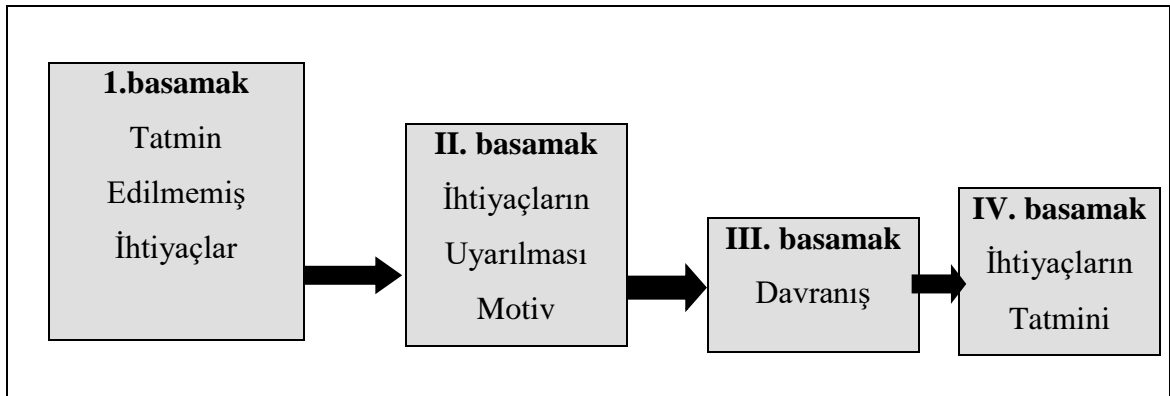 1.basamak
Tatmin
Edilmemiş
İhtiyaçlar
II. basamak
İhtiyaçların
Uyarılması
Motiv
III. basamak
Davranış
IV. basamak
İhtiyaçların
Tatmini